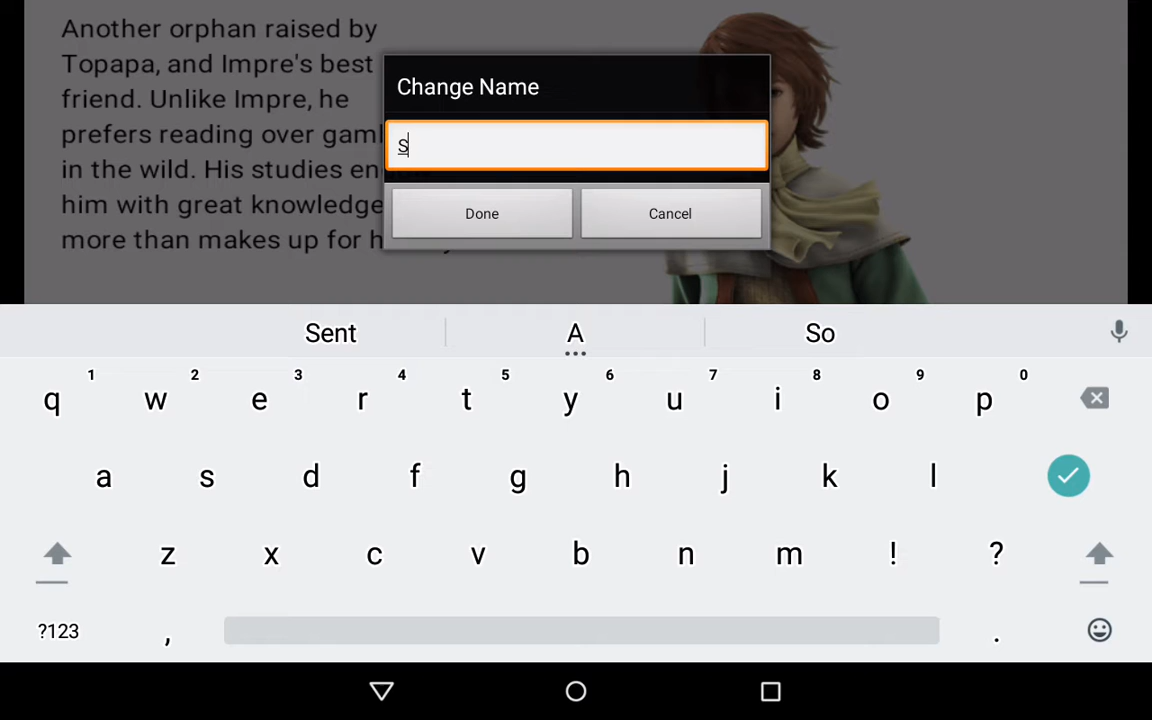 Another orphan raised by
Topapa, and Impre's best
friend. Unlike Impre, he
prefers reading over gaml
in the wild. His studies en
him with great knowledge
more than makes up for h
Change Name
S
Done
Cancel
Sent
A
So
1 2 3 4 5 6 7 8 9 0
q w e r t y u i o p
a s d f g h j k l
z x c v b n m ! ?
?123 , .